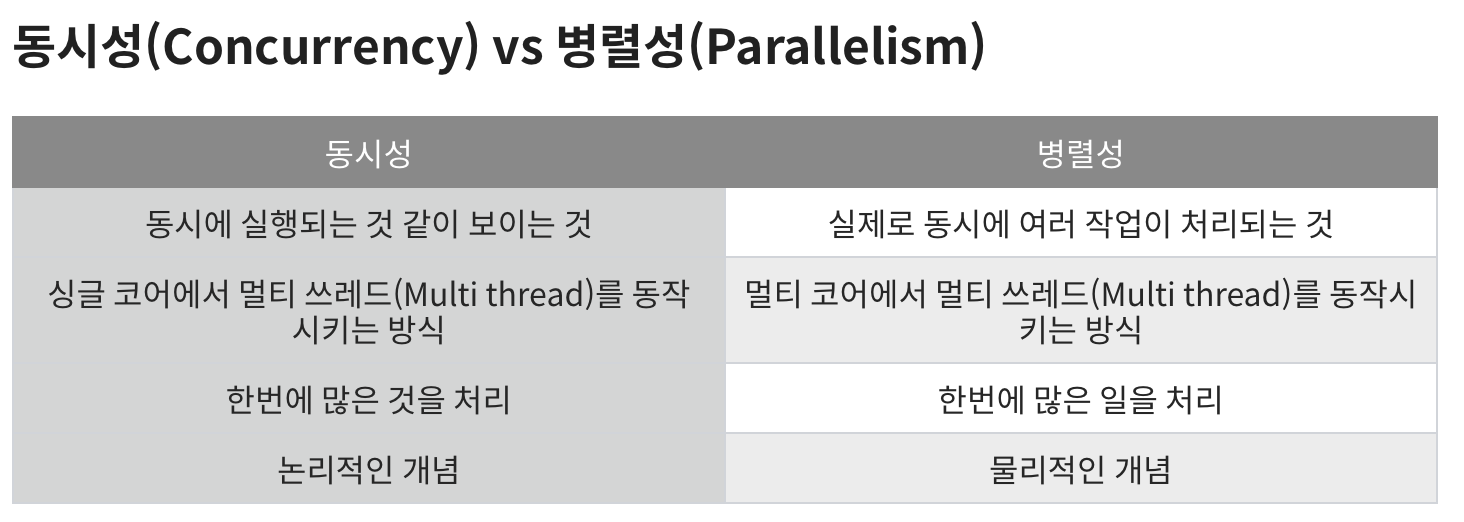 동시성(Concurrency) vs 병렬성(Parallelism)
동시성
병렬성
동시에 실행되는 것 같이 보이는 것
실제로 동시에 여러 작업이 처리되는 것
싱글 코어에서 멀티 쓰레드(Multi thread)를 동작
시키는 방식
멀티 코어에서 멀티 쓰레드(Multi thread)를 동작시
키는 방식
한번에 많은 것을 처리
한번에 많은 일을 처리
논리적인 개념
물리적인 개념